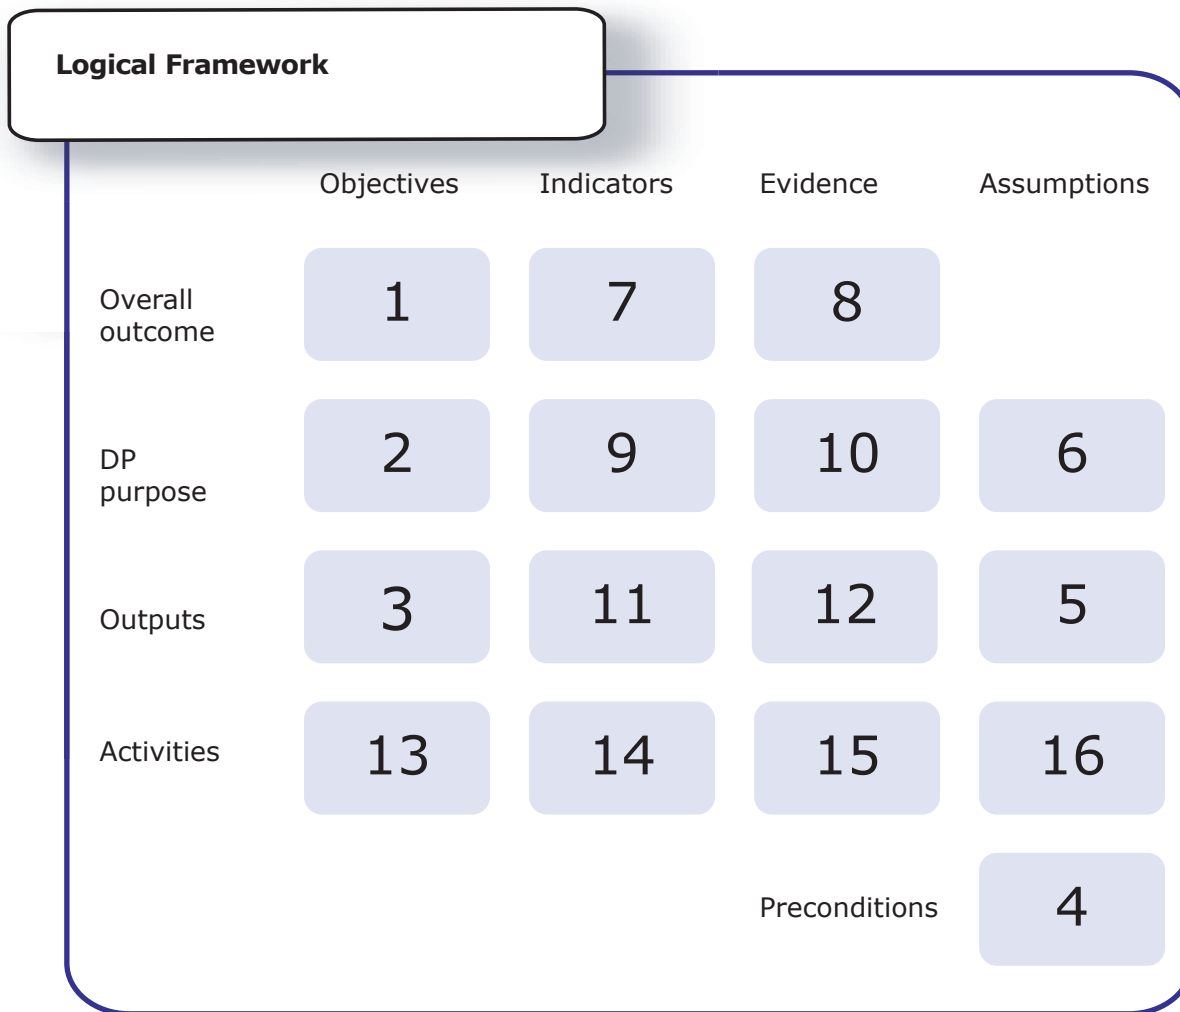 Logical Framework
Objectives Indicators Evidence Assumptions
Overall
outcome
1 7 8
DP
purpose
2 9 10 6
Outputs
3 11 12 5
Activities
13 14 15 16
Preconditions 4